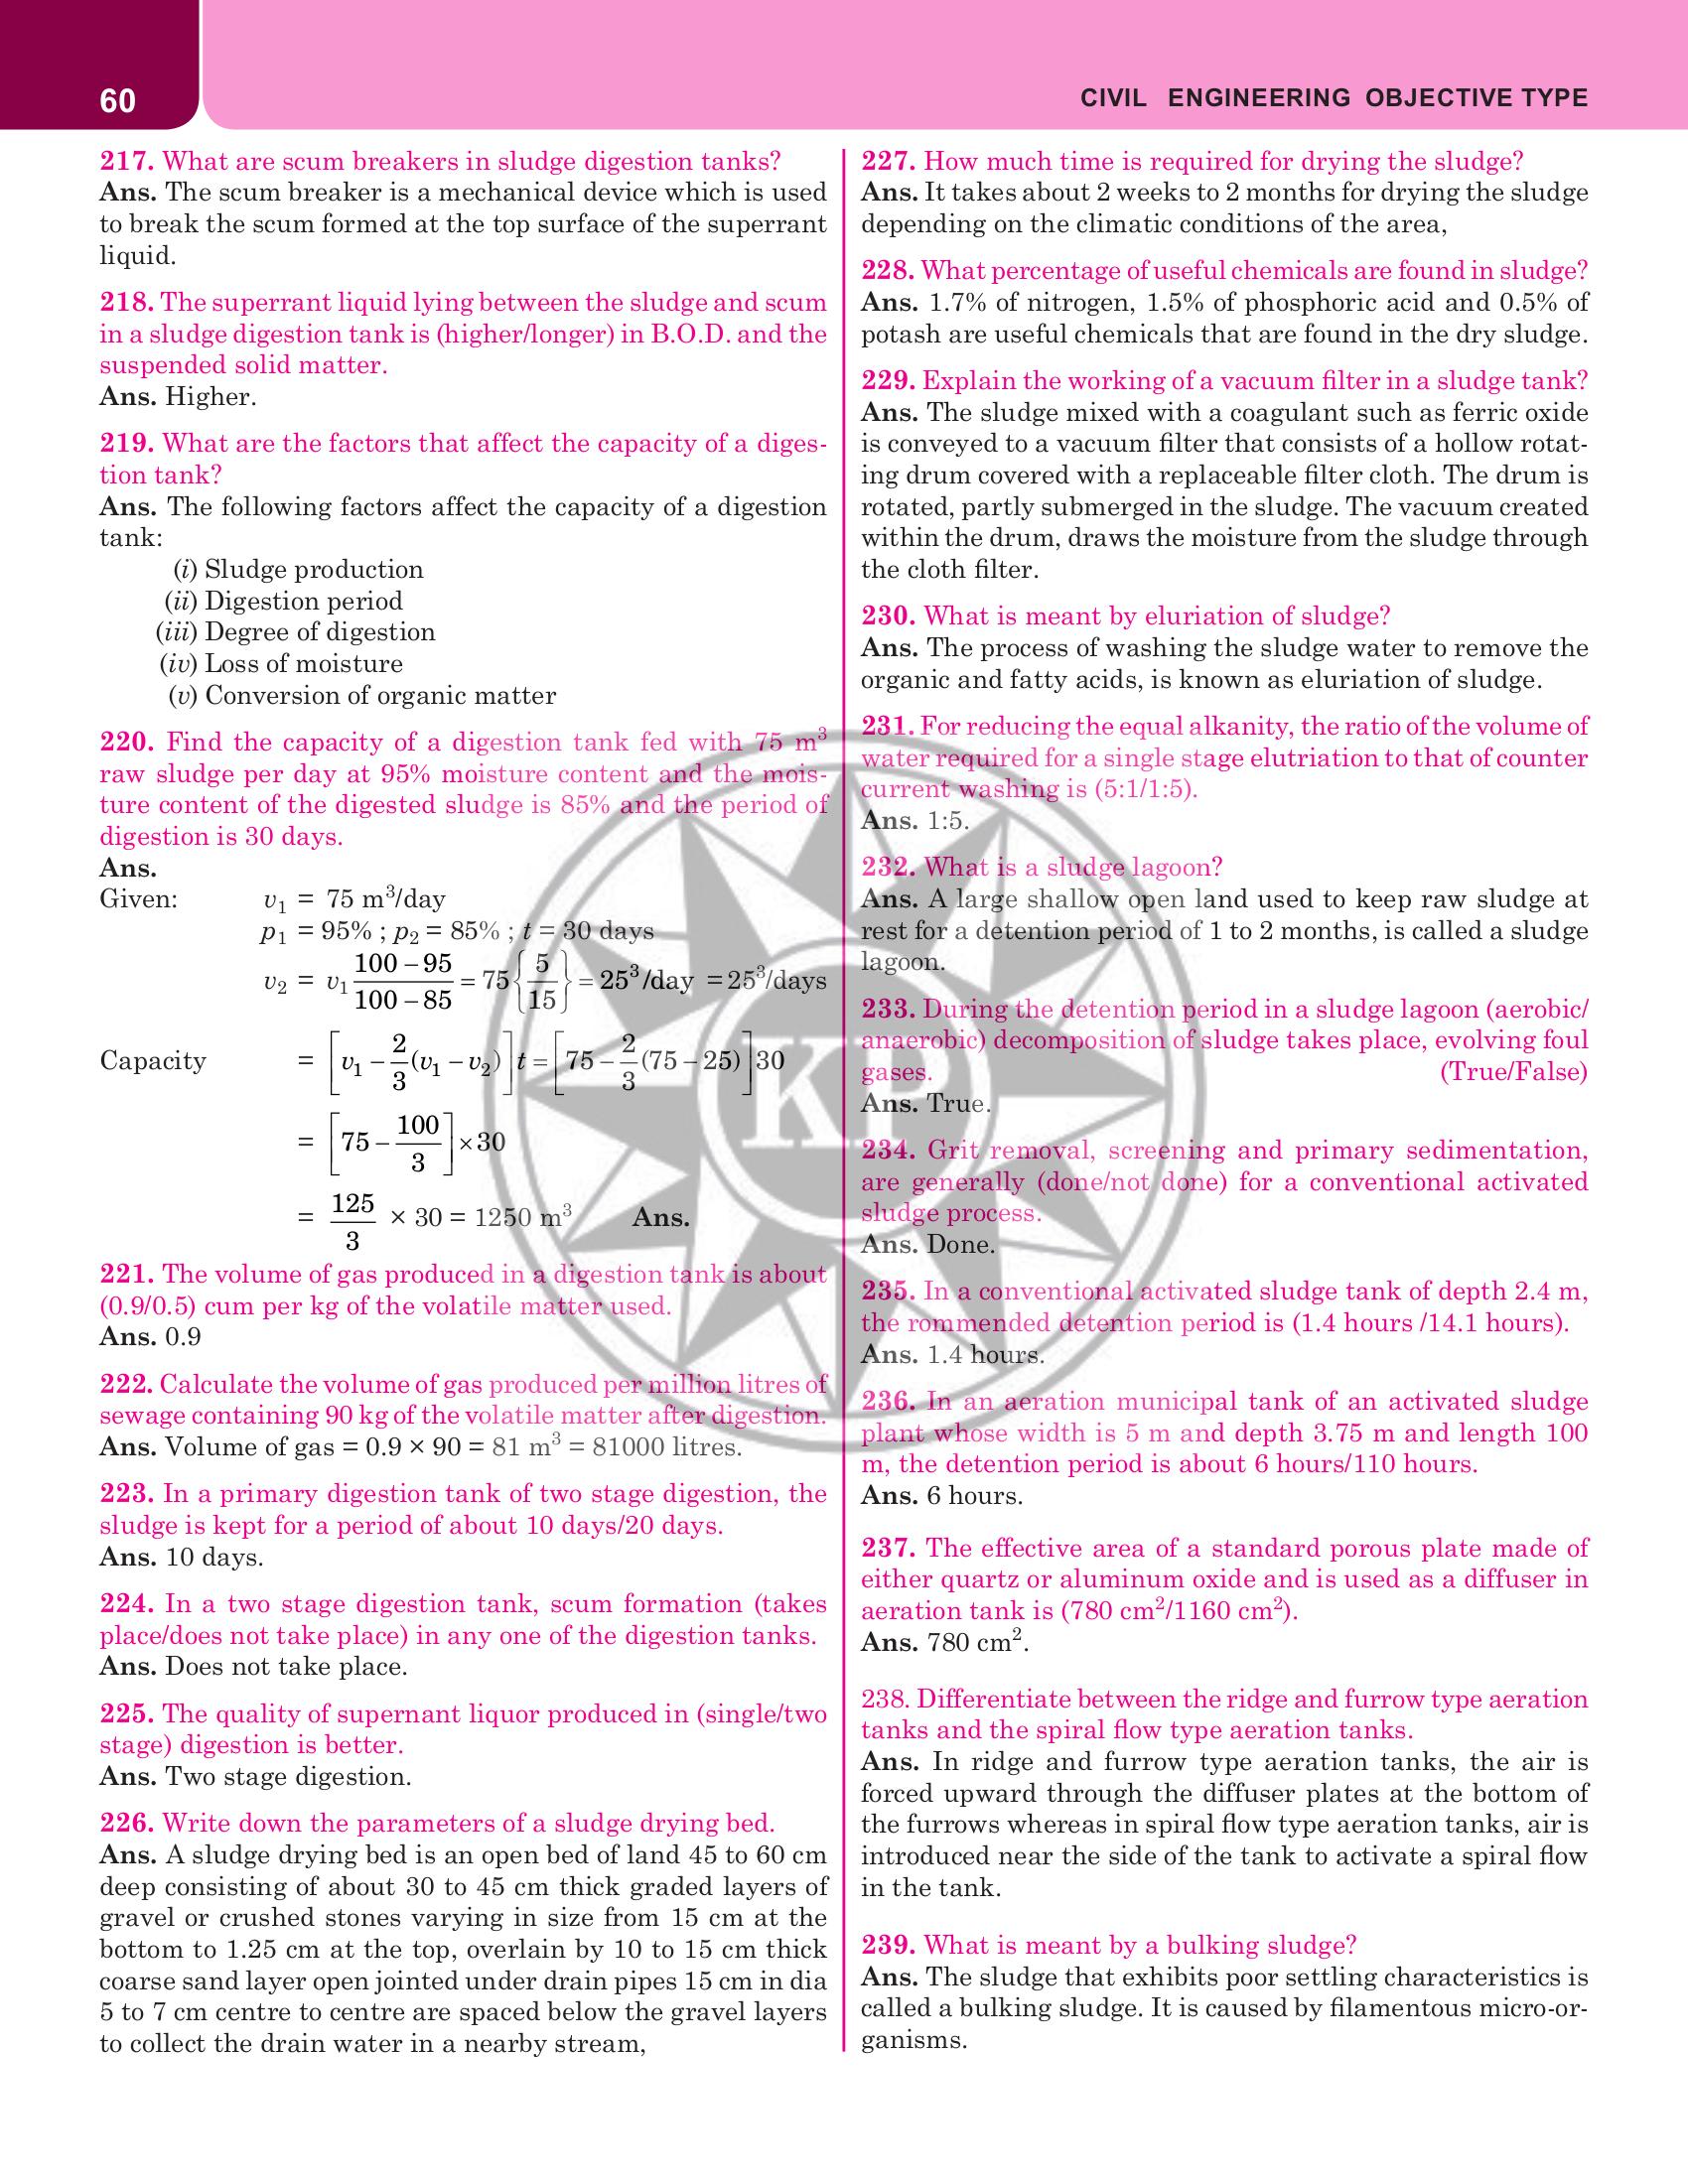 60
CIVIL ENGINEERING OBJECTIVE TYPE
217. What are scum breakers in sludge digestion tanks?
Ans. The scum breaker is a mechanical device which is used
to break the scum formed at the top surface of the superrant
liquid.
218. The superrant liquid lying between the sludge and scum
in a sludge digestion tank is (higher/longer) in B.O.D. and the
suspended solid matter.
Ans. Higher.
219. What are the factors that affect the capacity of a diges-
tion tank?
Ans. The following factors affect the capacity of a digestion
tank:
(i) Sludge production
(ii) Digestion period
(iii) Degree of digestion
(iv) Loss of moisture
(v) Conversion of organic matter
220. Find the capacity of a digestion tank fed with 75 m³
raw sludge per day at 95% moisture content and the mois-
ture content of the digested sludge is 85% and the period of
digestion is 30 days.
Ans.
Given: v₁ = 75 m³/day
p₁ = 95% ; p₂ = 85% ; t = 30 days
v₂ = v₁ (100 – 95)/(100 – 85) = 75{5/15} = 25³/day = 25³/days
Capacity = [v₁ – 2/3 (v₁ – v₂)] t = [75 – 2/3 (75 – 25)] 30
= [75 – 100/3] × 30
= 125/3 × 30 = 1250 m³ Ans.
221. The volume of gas produced in a digestion tank is about
(0.9/0.5) cum per kg of the volatile matter used.
Ans. 0.9
222. Calculate the volume of gas produced per million litres of
sewage containing 90 kg of the volatile matter after digestion.
Ans. Volume of gas = 0.9 × 90 = 81 m³ = 81000 litres.
223. In a primary digestion tank of two stage digestion, the
sludge is kept for a period of about 10 days/20 days.
Ans. 10 days.
224. In a two stage digestion tank, scum formation (takes
place/does not take place) in any one of the digestion tanks.
Ans. Does not take place.
225. The quality of supernant liquor produced in (single/two
stage) digestion is better.
Ans. Two stage digestion.
226. Write down the parameters of a sludge drying bed.
Ans. A sludge drying bed is an open bed of land 45 to 60 cm
deep consisting of about 30 to 45 cm thick graded layers of
gravel or crushed stones varying in size from 15 cm at the
bottom to 1.25 cm at the top, overlain by 10 to 15 cm thick
coarse sand layer open jointed under drain pipes 15 cm in dia
5 to 7 cm centre to centre are spaced below the gravel layers
to collect the drain water in a nearby stream,
227. How much time is required for drying the sludge?
Ans. It takes about 2 weeks to 2 months for drying the sludge
depending on the climatic conditions of the area,
228. What percentage of useful chemicals are found in sludge?
Ans. 1.7% of nitrogen, 1.5% of phosphoric acid and 0.5% of
potash are useful chemicals that are found in the dry sludge.
229. Explain the working of a vacuum filter in a sludge tank?
Ans. The sludge mixed with a coagulant such as ferric oxide
is conveyed to a vacuum filter that consists of a hollow rotat-
ing drum covered with a replaceable filter cloth. The drum is
rotated, partly submerged in the sludge. The vacuum created
within the drum, draws the moisture from the sludge through
the cloth filter.
230. What is meant by eluriation of sludge?
Ans. The process of washing the sludge water to remove the
organic and fatty acids, is known as eluriation of sludge.
231. For reducing the equal alkanity, the ratio of the volume of
water required for a single stage elutriation to that of counter
current washing is (5:1/1:5).
Ans. 1:5.
232. What is a sludge lagoon?
Ans. A large shallow open land used to keep raw sludge at
rest for a detention period of 1 to 2 months, is called a sludge
lagoon.
233. During the detention period in a sludge lagoon (aerobic/
anaerobic) decomposition of sludge takes place, evolving foul
gases. (True/False)
Ans. True.
234. Grit removal, screening and primary sedimentation,
are generally (done/not done) for a conventional activated
sludge process.
Ans. Done.
235. In a conventional activated sludge tank of depth 2.4 m,
the rommended detention period is (1.4 hours /14.1 hours).
Ans. 1.4 hours.
236. In an aeration municipal tank of an activated sludge
plant whose width is 5 m and depth 3.75 m and length 100
m, the detention period is about 6 hours/110 hours.
Ans. 6 hours.
237. The effective area of a standard porous plate made of
either quartz or aluminum oxide and is used as a diffuser in
aeration tank is (780 cm²/1160 cm²).
Ans. 780 cm².
238. Differentiate between the ridge and furrow type aeration
tanks and the spiral flow type aeration tanks.
Ans. In ridge and furrow type aeration tanks, the air is
forced upward through the diffuser plates at the bottom of
the furrows whereas in spiral flow type aeration tanks, air is
introduced near the side of the tank to activate a spiral flow
in the tank.
239. What is meant by a bulking sludge?
Ans. The sludge that exhibits poor settling characteristics is
called a bulking sludge. It is caused by filamentous micro-or-
ganisms.
KP